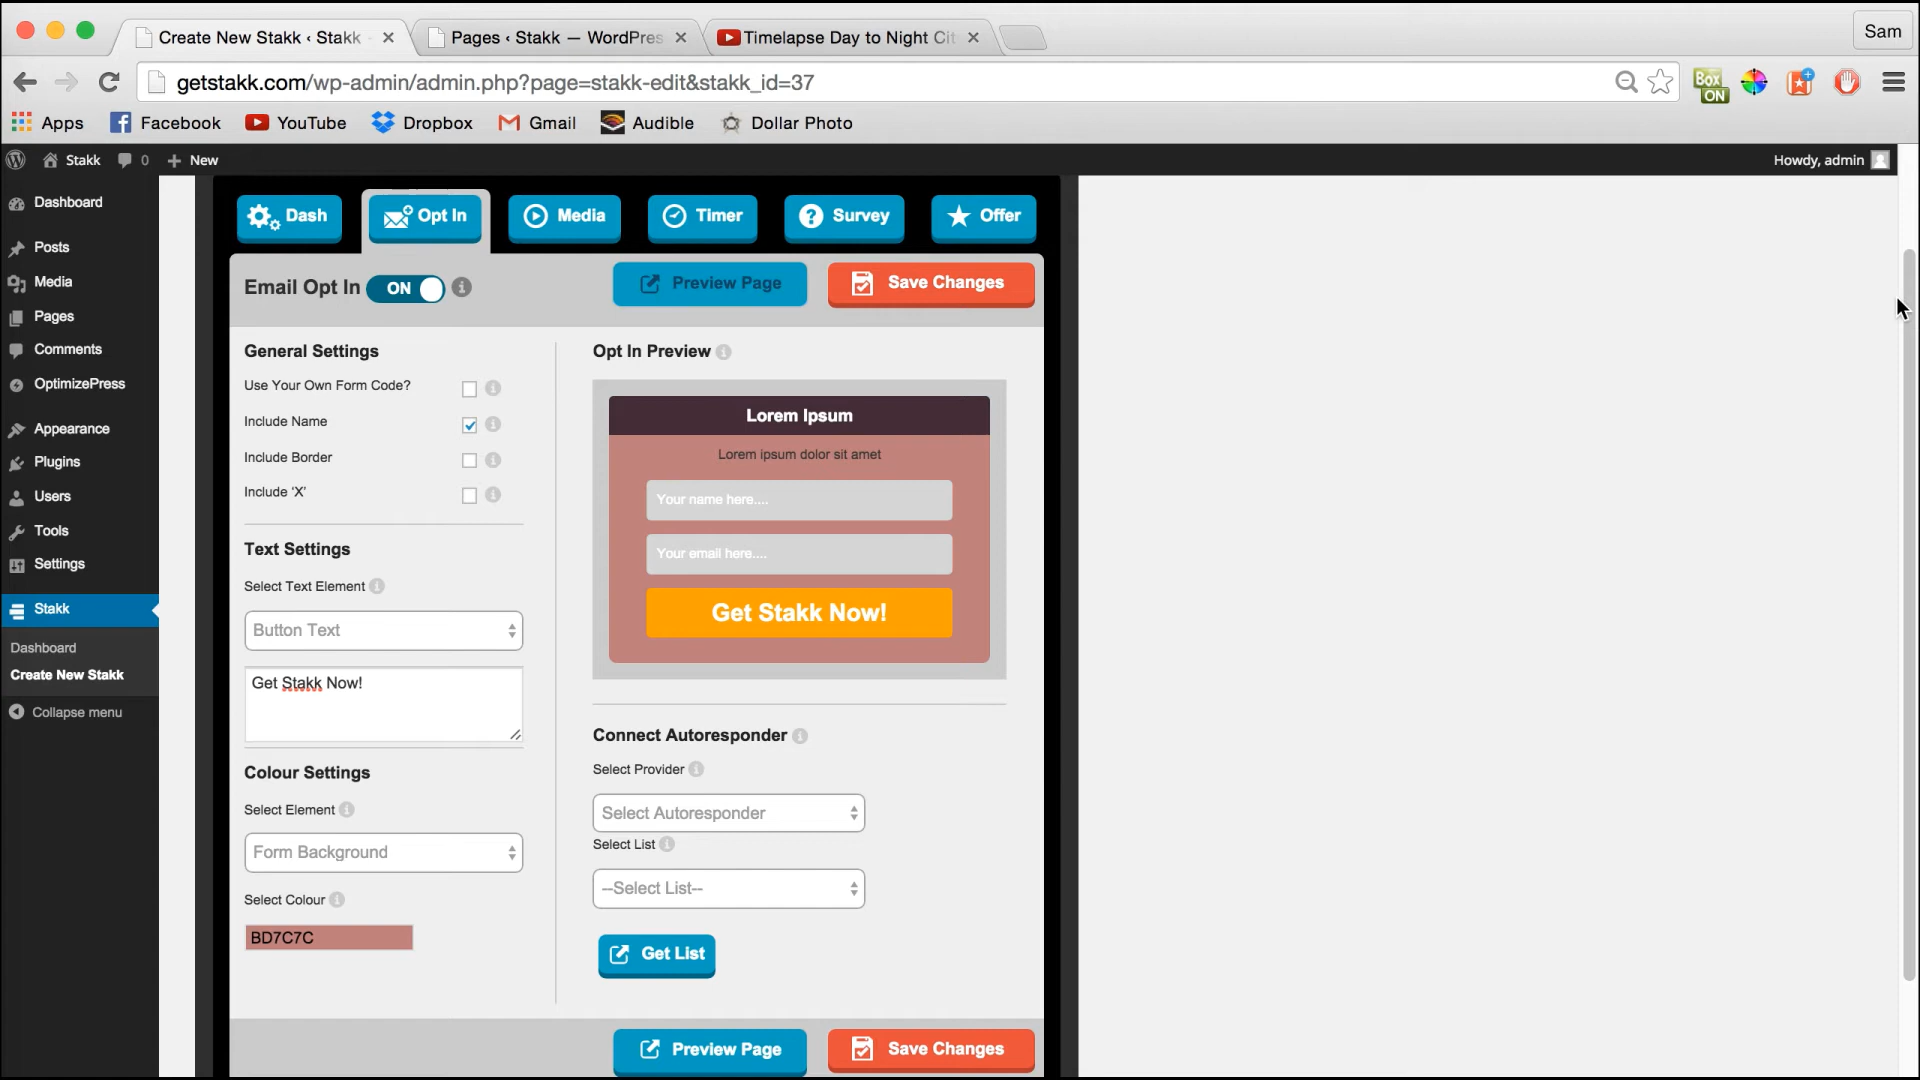 Create New Stakk ‹ Stakk
Pages ‹ Stakk — WordPres
Timelapse Day to Night Cit
Sam
getstakk.com/wp-admin/admin.php?page=stakk-edit&stakk_id=37
Box
ON
Apps
Facebook
YouTube
Dropbox
Gmail
Audible
Dollar Photo
Stakk
0
New
Howdy, admin
Dashboard
Posts
Media
Pages
Comments
OptimizePress
Appearance
Plugins
Users
Tools
Settings
Stakk
Dashboard
Create New Stakk
Collapse menu
Dash
Opt In
Media
Timer
Survey
Offer
Email Opt In
ON
Preview Page
Save Changes
General Settings
Use Your Own Form Code?
Include Name
Include Border
Include ‘X’
Text Settings
Select Text Element
Button Text
Get Stakk Now!
Colour Settings
Select Element
Form Background
Select Colour
BD7C7C
Opt In Preview
Lorem Ipsum
Lorem ipsum dolor sit amet
Your name here....
Your email here....
Get Stakk Now!
Connect Autoresponder
Select Provider
Select Autoresponder
Select List
--Select List--
Get List
Preview Page
Save Changes